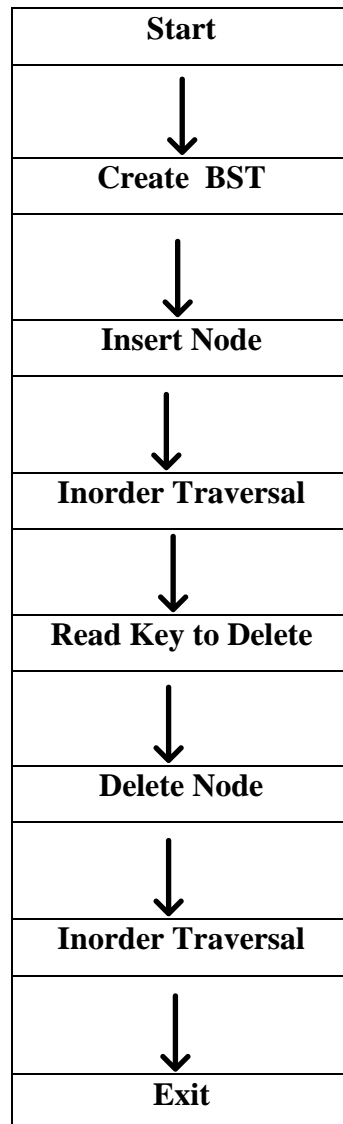 Start
Create BST
Insert Node
Inorder Traversal
Read Key to Delete
Delete Node
Inorder Traversal
Exit